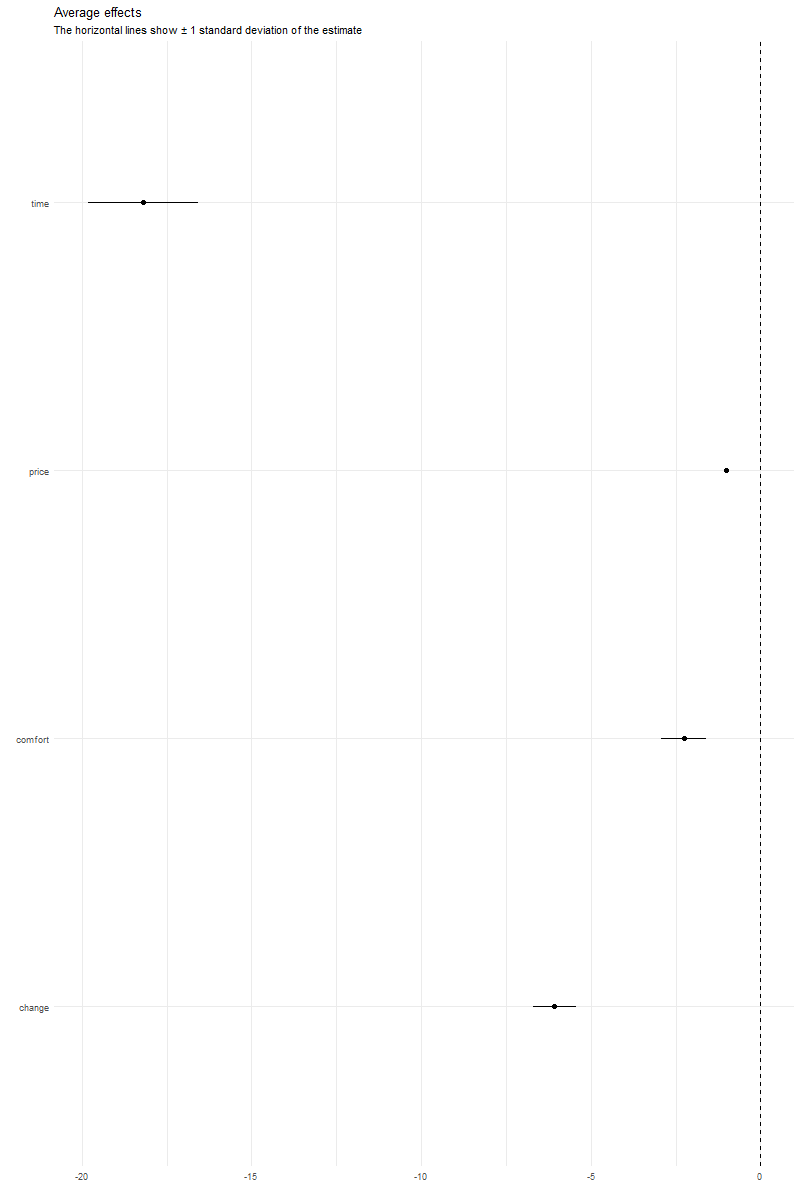 Average effects
The horizontal lines show ± 1 standard deviation of the estimate
time
price
comfort
change
-20 -15 -10 -5 0